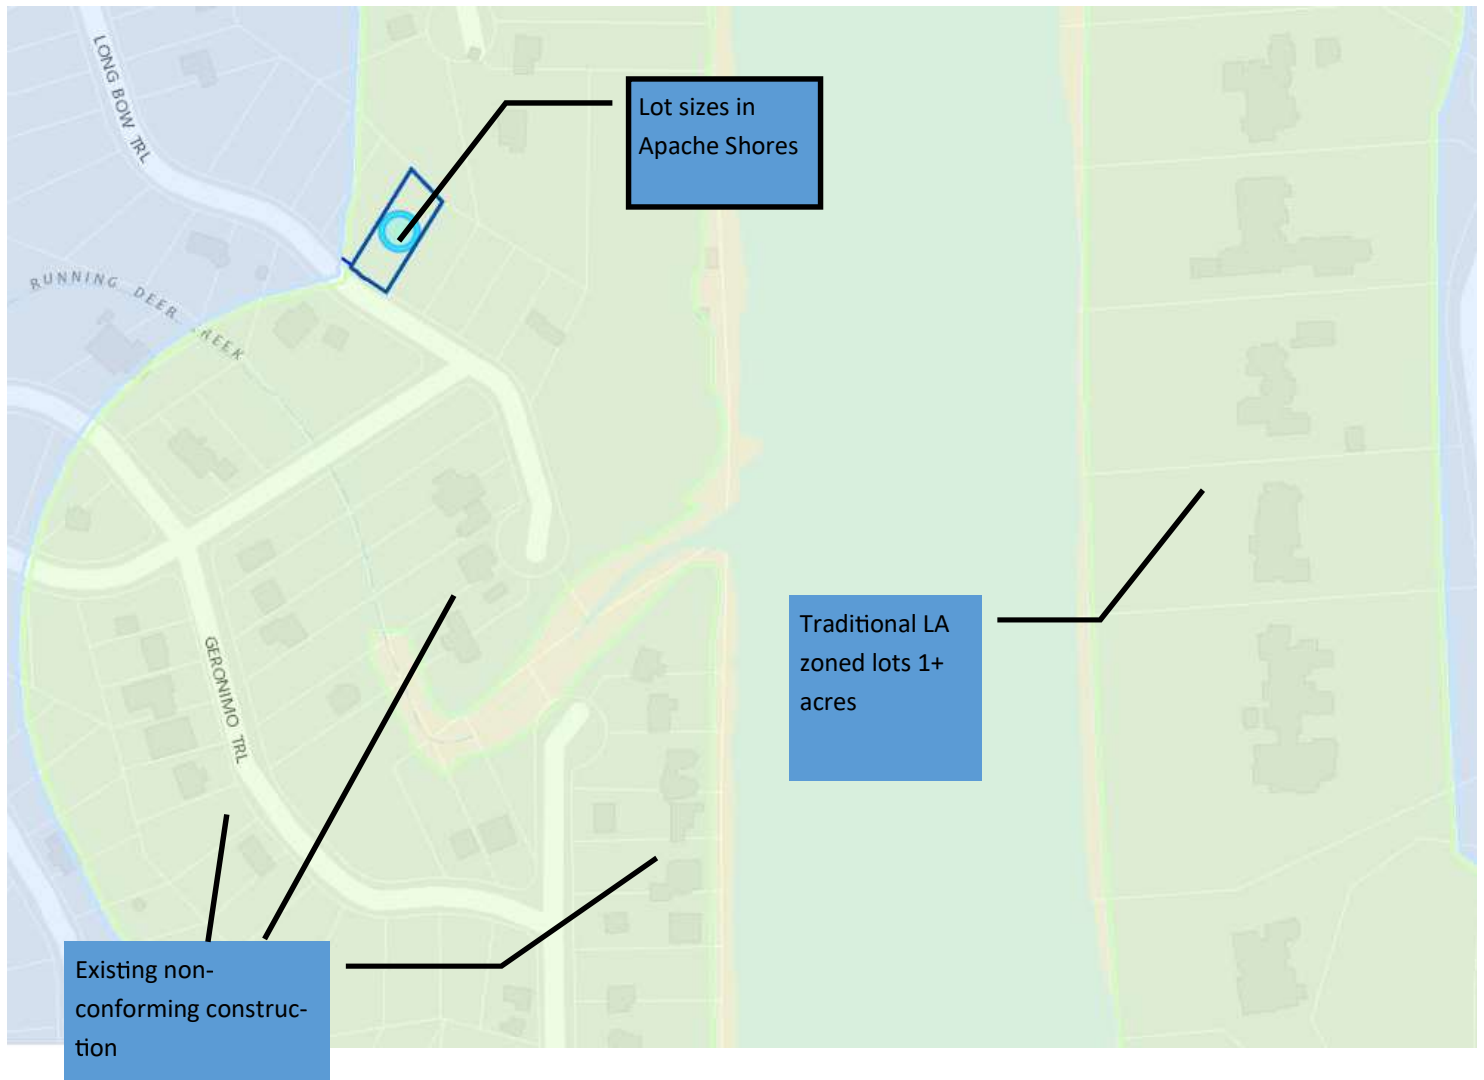 LONG BOW TRL
Lot sizes in
Apache Shores
RUNNING DEER CREEK
Traditional LA
zoned lots 1+
acres
GERONIMO TRL
Existing non-
conforming construc-
tion